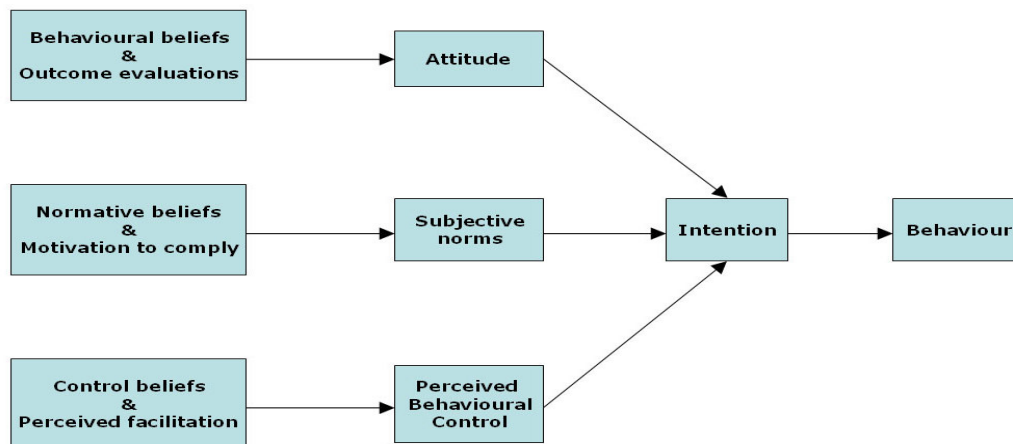 Behavioural beliefs
&
Outcome evaluations
Attitude
Normative beliefs
&
Motivation to comply
Subjective
norms
Intention
Behaviour
Control beliefs
&
Perceived facilitation
Perceived
Behavioural
Control